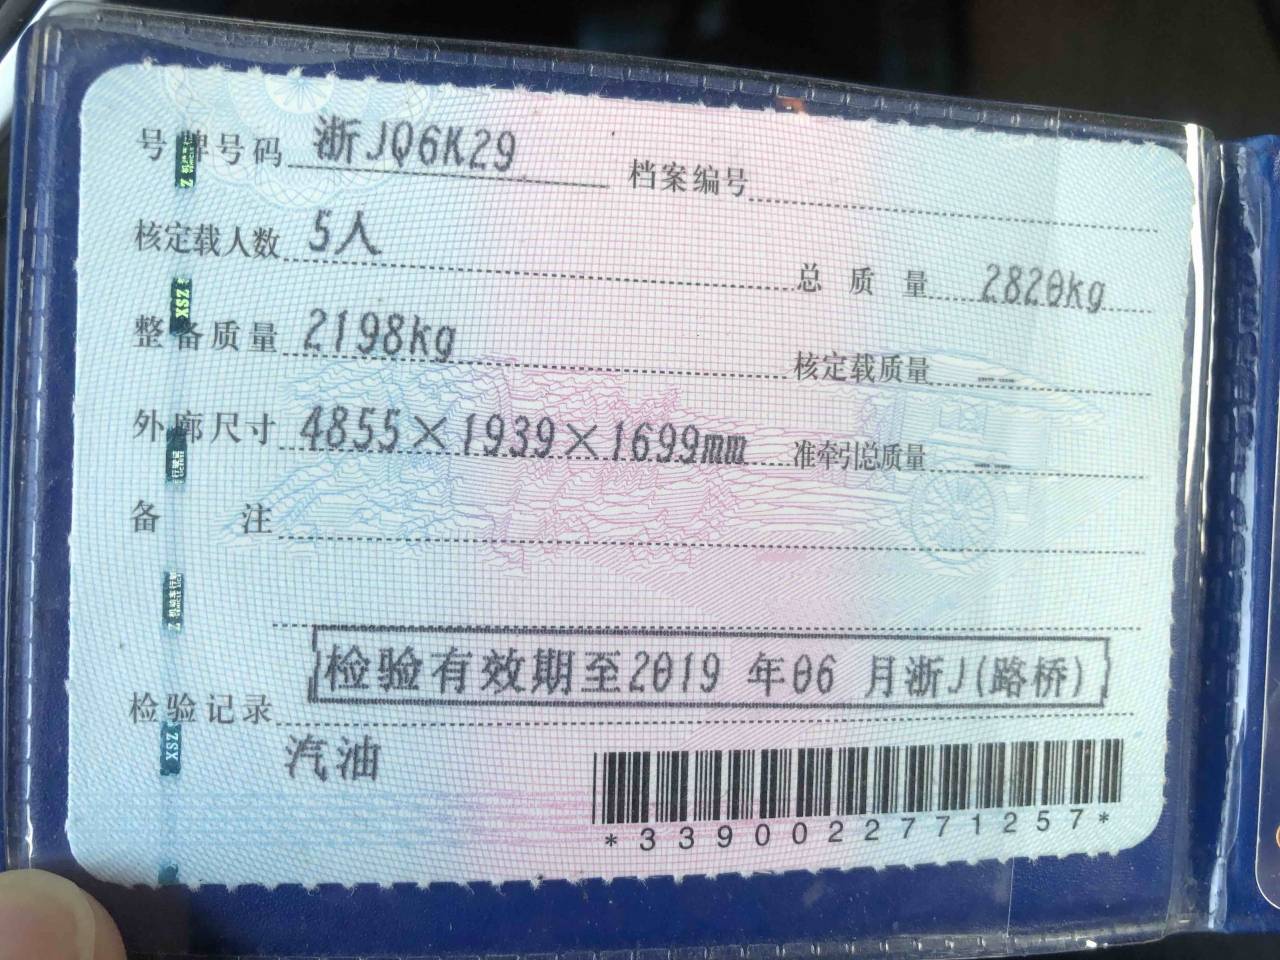 号牌号码 浙JQ6K29 档案编号
核定载人数 5人 总质量 2820kg
整备质量 2198kg 核定载质量 --
外廓尺寸 4855×1939×1699mm 准牵引总质量 --
备注
检验记录 检验有效期至2019 年06 月浙J(路桥)
汽油
*3390022771257*
XSZ
XSZ